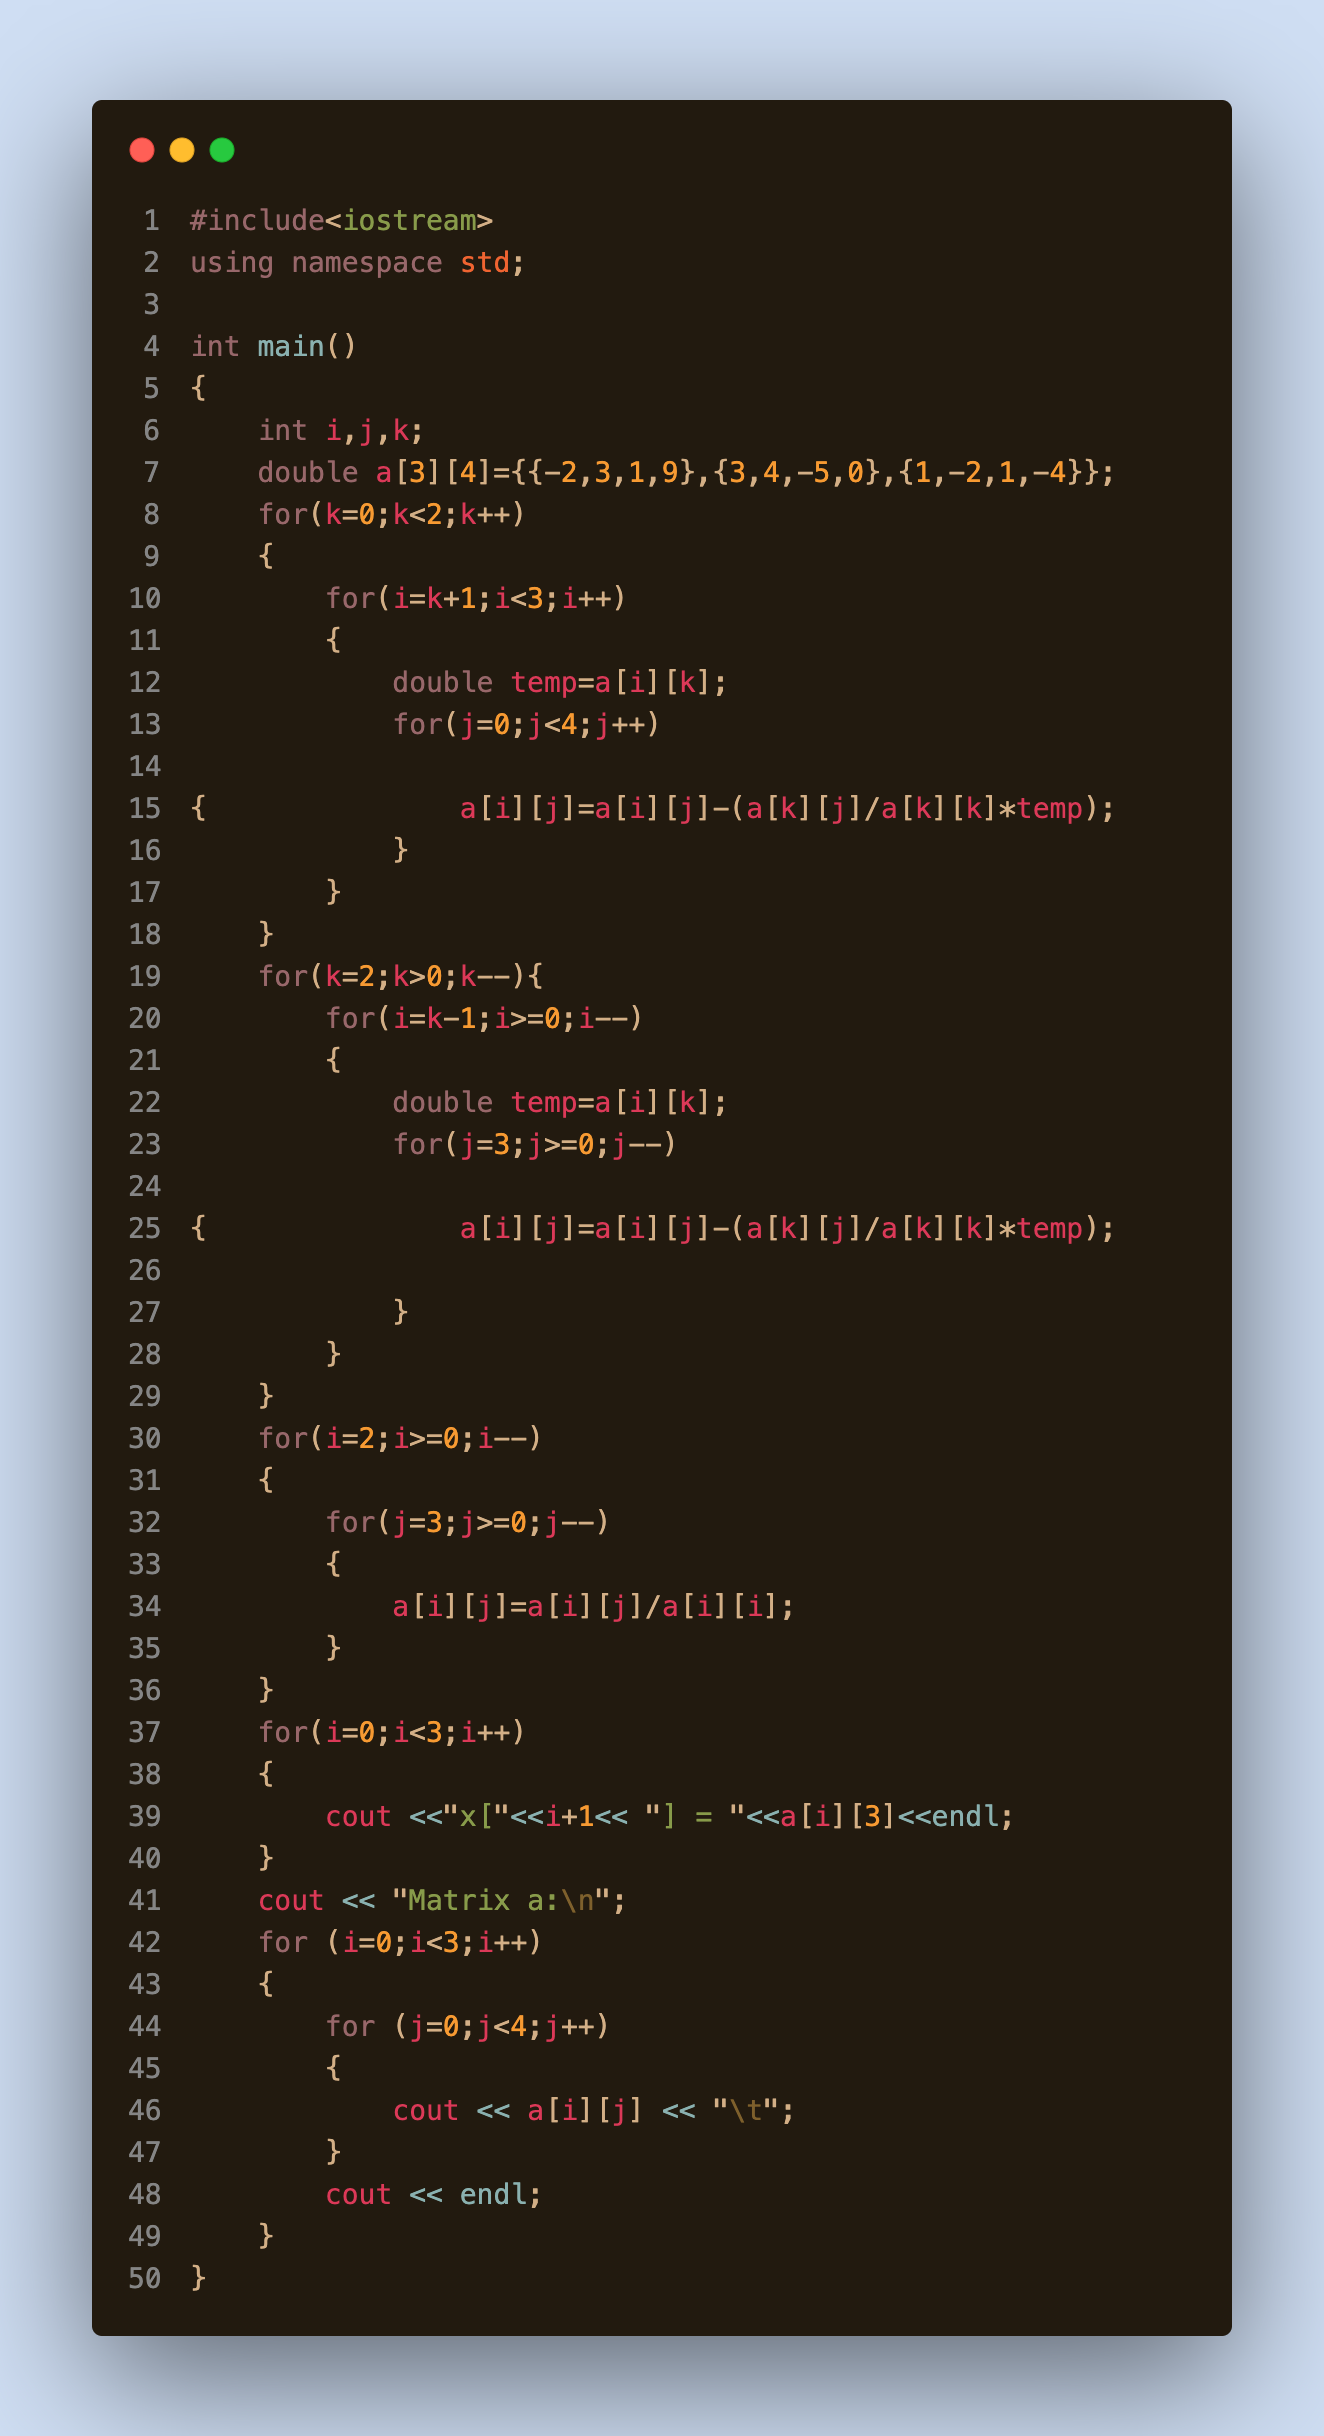 1 #include<iostream>
2 using namespace std;
3
4 int main()
5 {
6     int i,j,k;
7     double a[3][4]={{-2,3,1,9},{3,4,-5,0},{1,-2,1,-4}};
8     for(k=0;k<2;k++)
9     {
10         for(i=k+1;i<3;i++)
11         {
12             double temp=a[i][k];
13             for(j=0;j<4;j++)
14
15 {               a[i][j]=a[i][j]-(a[k][j]/a[k][k]*temp);
16             }
17         }
18     }
19     for(k=2;k>0;k--){
20         for(i=k-1;i>=0;i--)
21         {
22             double temp=a[i][k];
23             for(j=3;j>=0;j--)
24
25 {               a[i][j]=a[i][j]-(a[k][j]/a[k][k]*temp);
26
27             }
28         }
29     }
30     for(i=2;i>=0;i--)
31     {
32         for(j=3;j>=0;j--)
33         {
34             a[i][j]=a[i][j]/a[i][i];
35         }
36     }
37     for(i=0;i<3;i++)
38     {
39         cout <<"x["<<i+1<< "] = "<<a[i][3]<<endl;
40     }
41     cout << "Matrix a:\n";
42     for (i=0;i<3;i++)
43     {
44         for (j=0;j<4;j++)
45         {
46             cout << a[i][j] << "\t";
47         }
48         cout << endl;
49     }
50 }